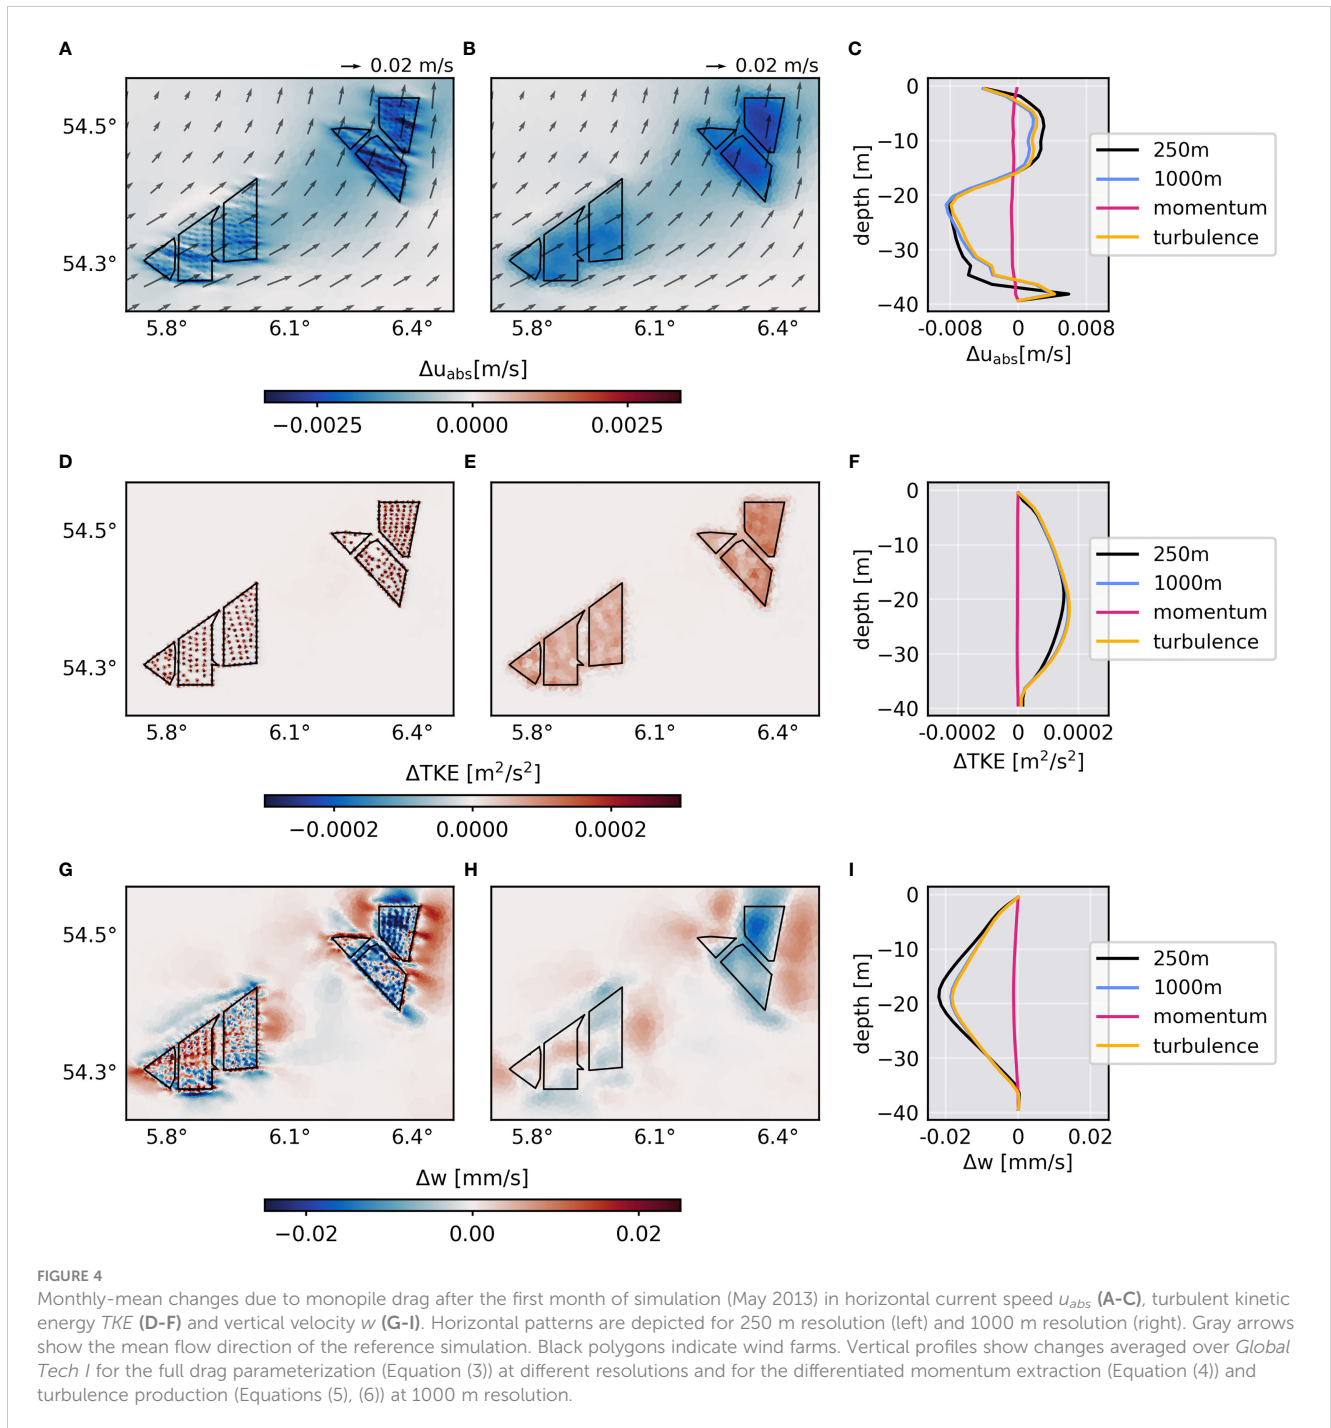 A
B
C
0.02 m/s
0.02 m/s
54.5°
54.3°
5.8°
6.1°
6.4°
5.8°
6.1°
6.4°
0
−10
−20
−30
−40
depth [m]
-0.008
0
0.008
Δu_abs[m/s]
250m
1000m
momentum
turbulence
Δu_abs[m/s]
−0.0025
0.0000
0.0025
D
E
F
54.5°
54.3°
5.8°
6.1°
6.4°
5.8°
6.1°
6.4°
0
−10
−20
−30
−40
depth [m]
-0.0002
0
0.0002
ΔTKE [m²/s²]
250m
1000m
momentum
turbulence
ΔTKE [m²/s²]
−0.0002
0.0000
0.0002
G
H
I
54.5°
54.3°
5.8°
6.1°
6.4°
5.8°
6.1°
6.4°
0
−10
−20
−30
−40
depth [m]
-0.02
0
0.02
Δw [mm/s]
250m
1000m
momentum
turbulence
Δw [mm/s]
−0.02
0.00
0.02
FIGURE 4
Monthly-mean changes due to monopile drag after the first month of simulation (May 2013) in horizontal current speed u_abs (A-C), turbulent kinetic
energy TKE (D-F) and vertical velocity w (G-I). Horizontal patterns are depicted for 250 m resolution (left) and 1000 m resolution (right). Gray arrows
show the mean flow direction of the reference simulation. Black polygons indicate wind farms. Vertical profiles show changes averaged over Global
Tech I for the full drag parameterization (Equation (3)) at different resolutions and for the differentiated momentum extraction (Equation (4)) and
turbulence production (Equations (5), (6)) at 1000 m resolution.